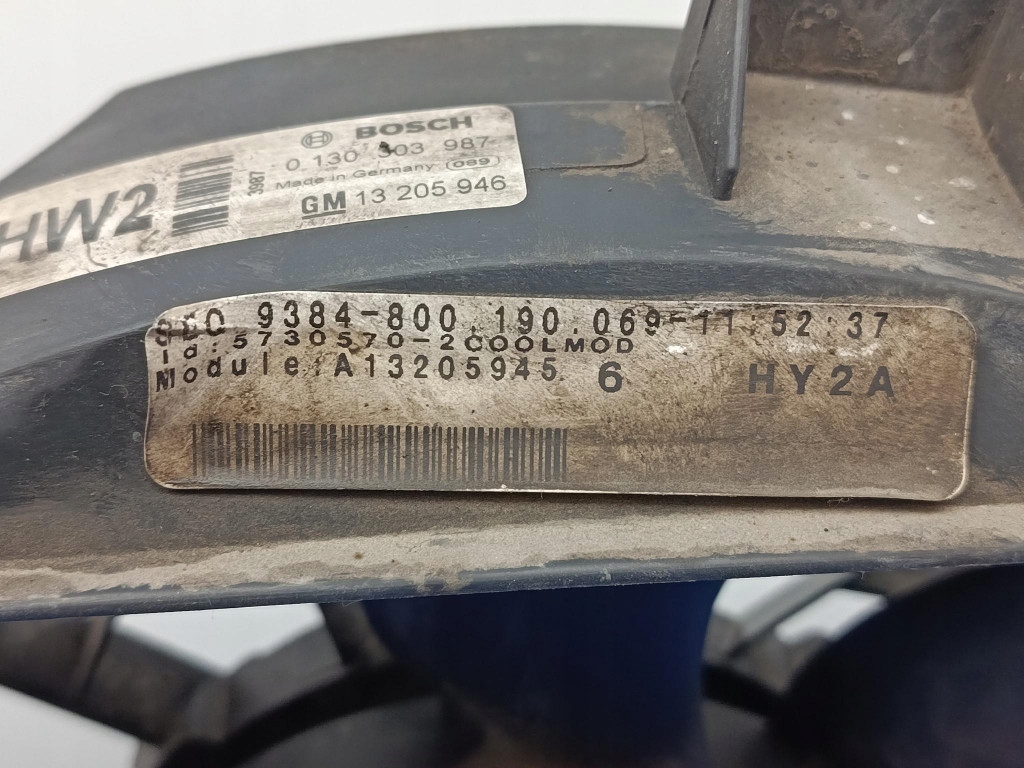 BOSCH
0 130 303 987
Made in Germany (089)
GM 13 205 946
HW2
3987
9384-800.190.069-11:52:37
id:5730570-2COOLMOD
Module:A13205945 6 HY2A